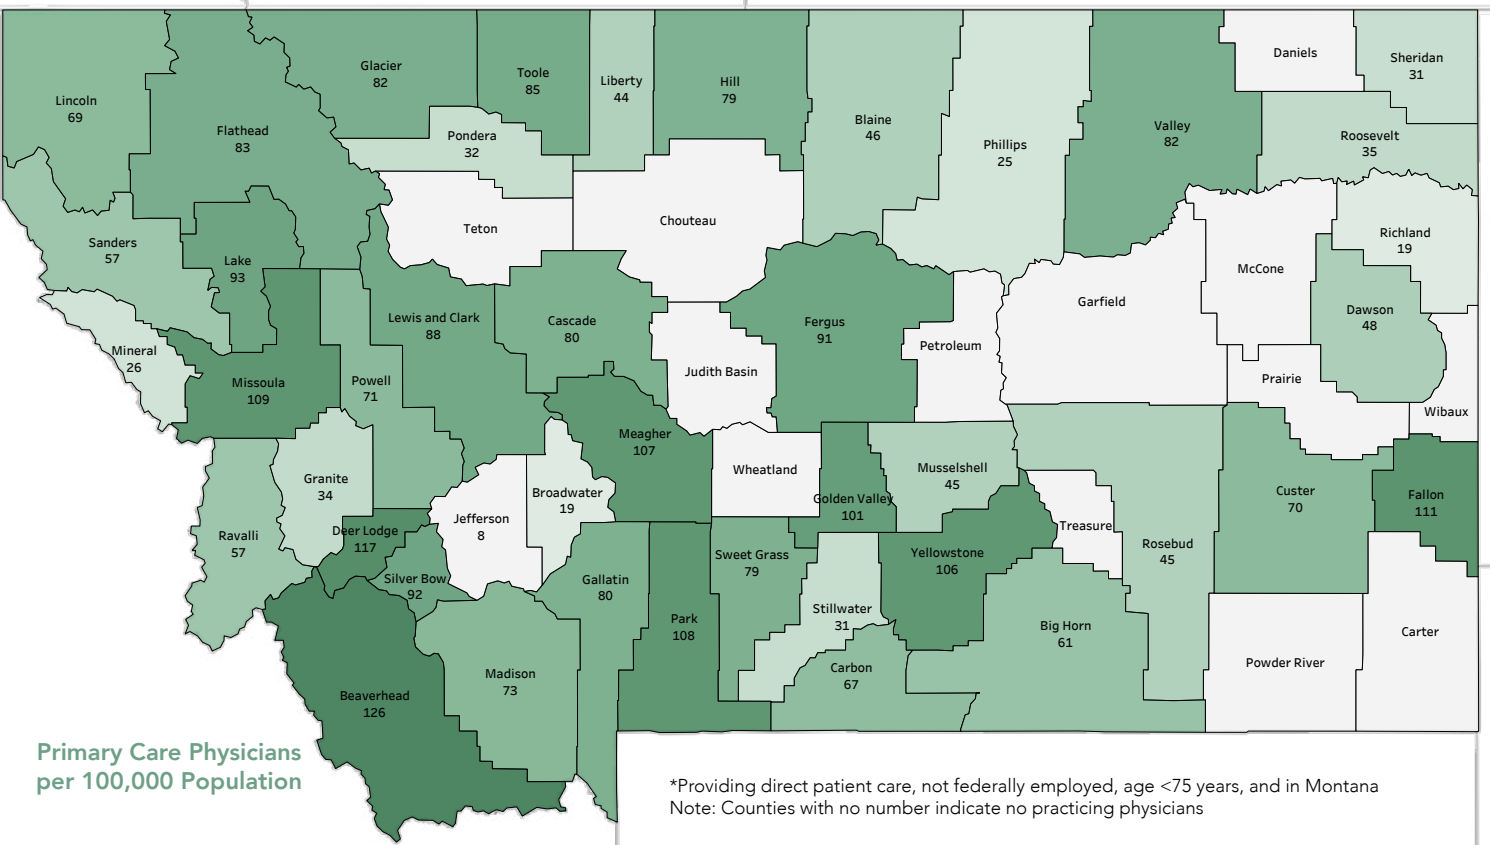 Daniels
Sheridan
31
Glacier
82
Toole
85
Liberty
44
Hill
79
Lincoln
69
Flathead
83
Pondera
32
Blaine
46
Phillips
25
Valley
82
Roosevelt
35
Teton
Chouteau
Sanders
57
Lake
93
Richland
19
McCone
Garfield
Dawson
48
Lewis and Clark
88
Cascade
80
Fergus
91
Petroleum
Mineral
26
Missoula
109
Powell
71
Judith Basin
Prairie
Wibaux
Meagher
107
Wheatland
Musselshell
45
Golden Valley
101
Granite
34
Broadwater
19
Jefferson
8
Custer
70
Fallon
111
Treasure
Ravalli
57
Deer Lodge
117
Silver Bow
92
Gallatin
80
Sweet Grass
79
Yellowstone
106
Rosebud
45
Park
108
Stillwater
31
Big Horn
61
Carter
Powder River
Carbon
67
Madison
73
Beaverhead
126
Primary Care Physicians
per 100,000 Population
*Providing direct patient care, not federally employed, age <75 years, and in Montana
Note: Counties with no number indicate no practicing physicians